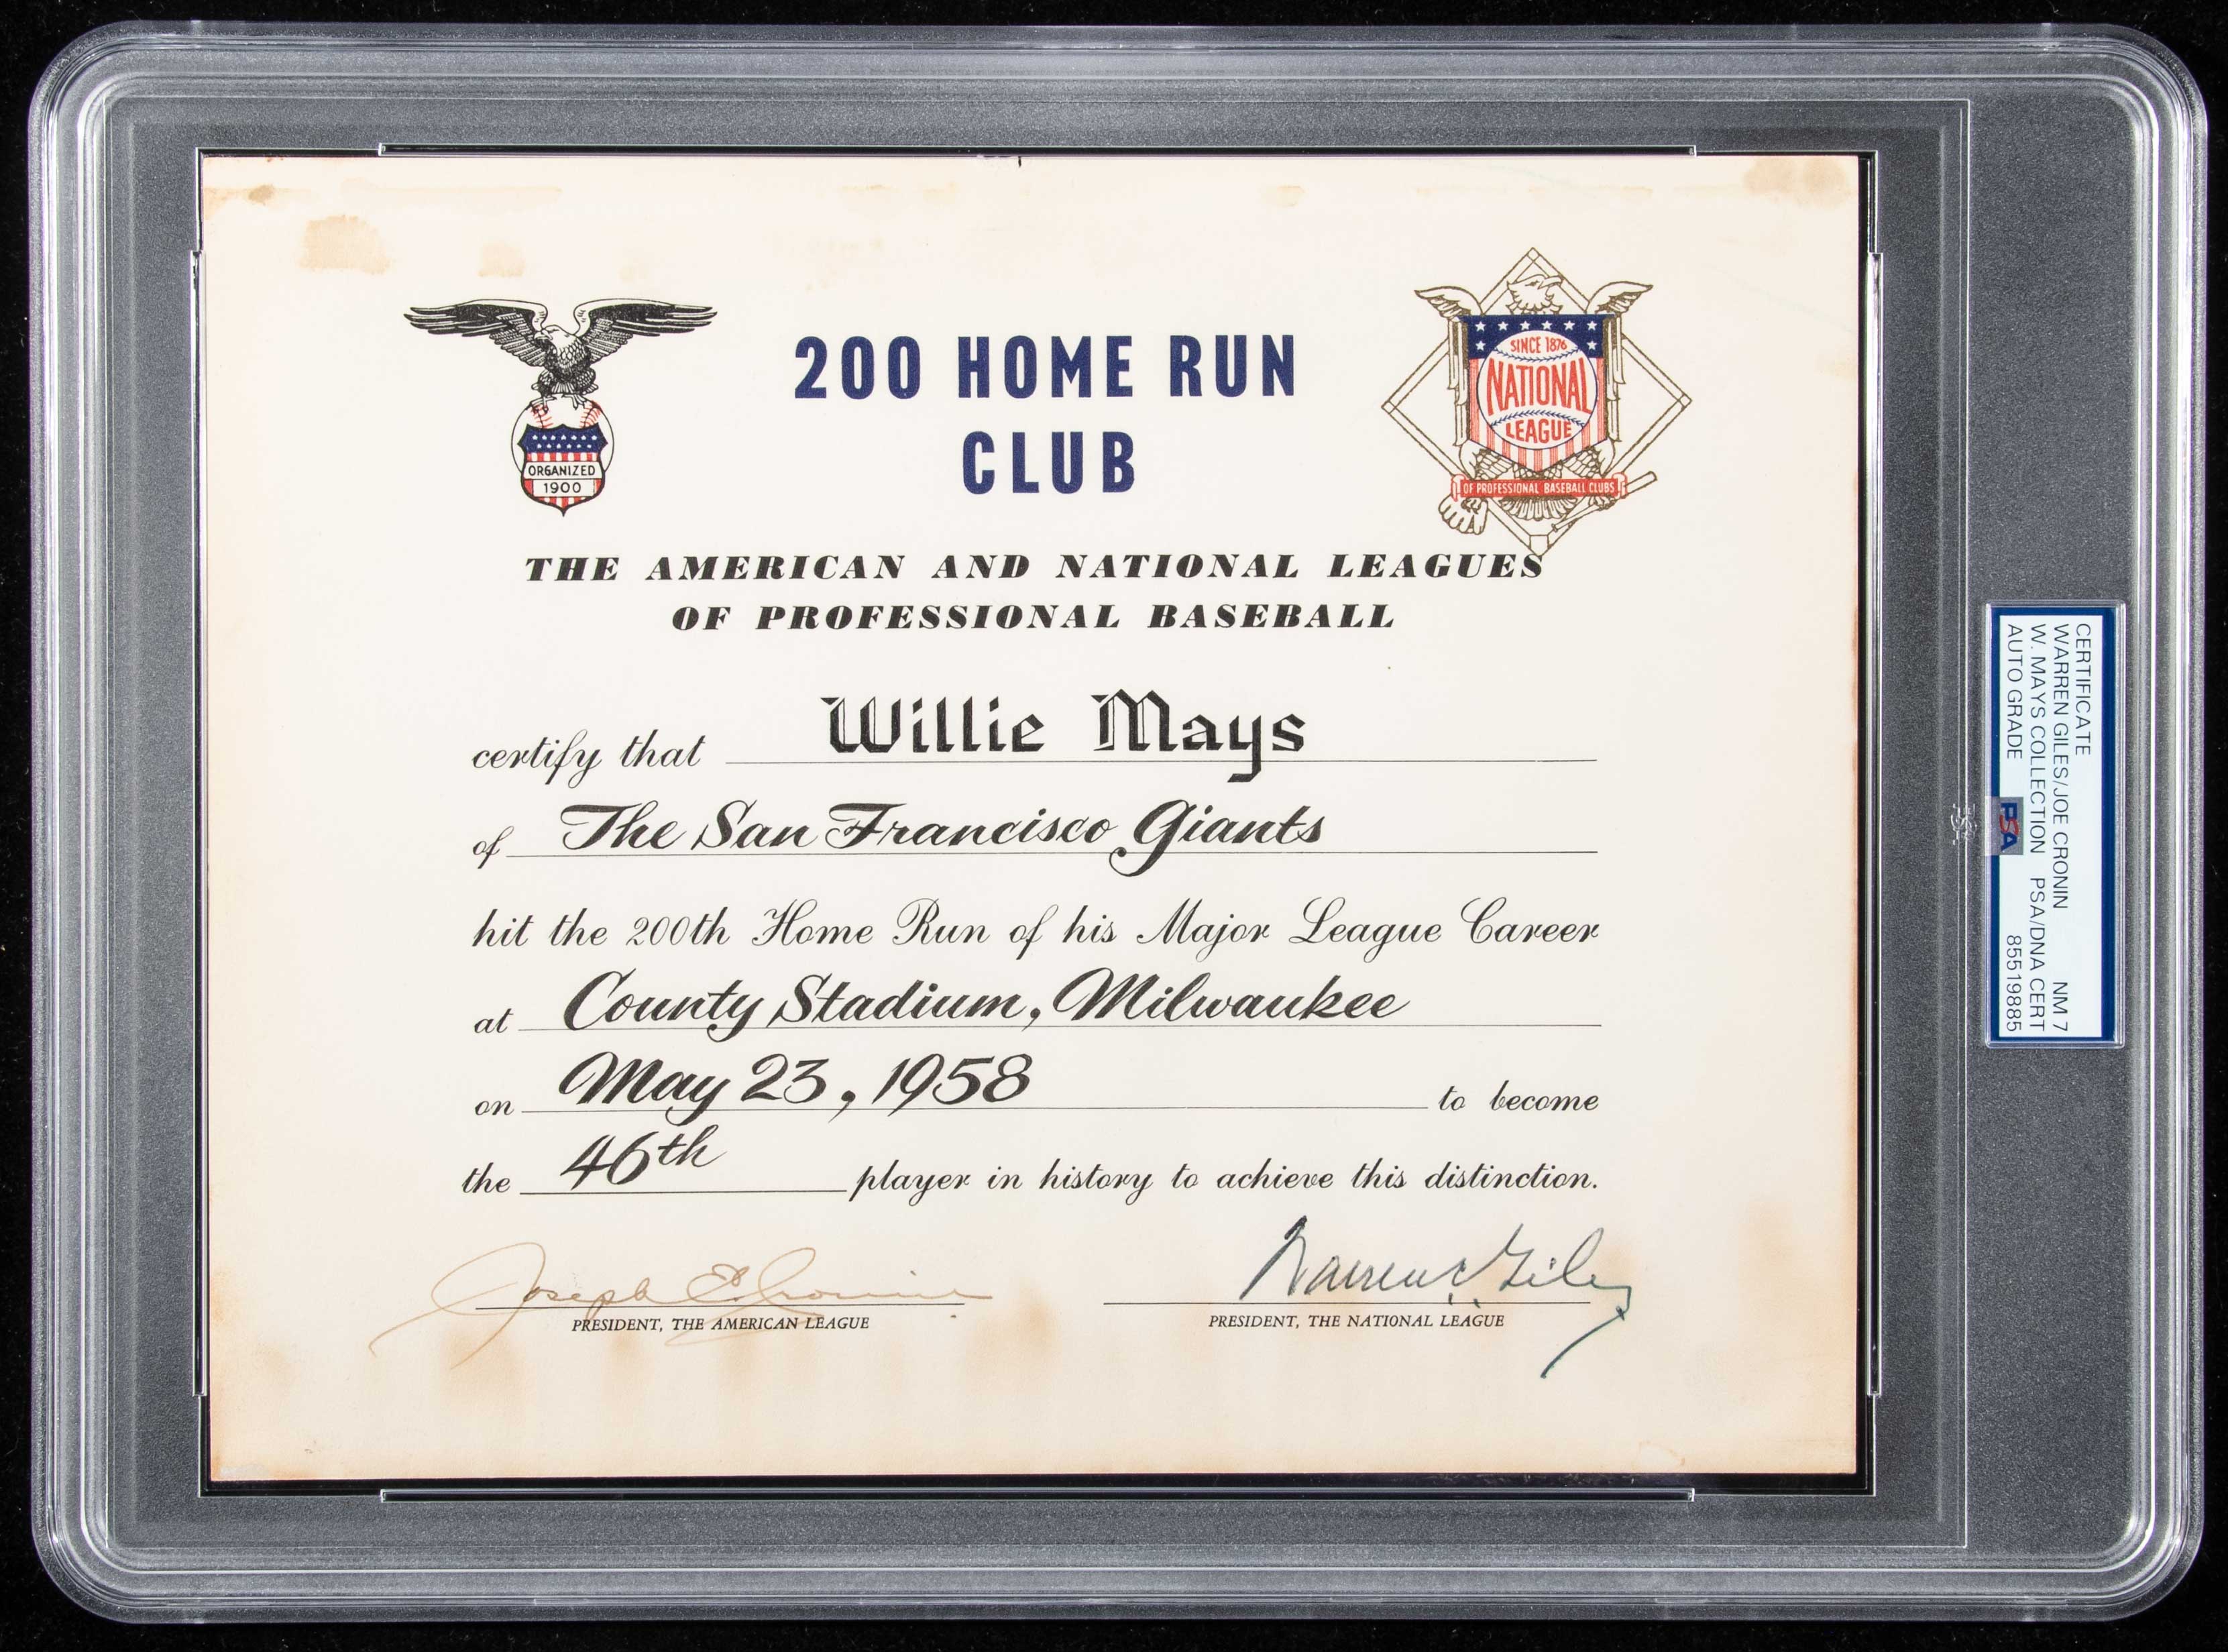 200 HOME RUN
CLUB
ORGANIZED
1900
SINCE 1876
NATIONAL
LEAGUE
OF PROFESSIONAL BASEBALL CLUBS
THE AMERICAN AND NATIONAL LEAGUES
OF PROFESSIONAL BASEBALL
certify that Willie Mays
of The San Francisco Giants
hit the 200th Home Run of his Major League Career
at County Stadium, Milwaukee
on May 23, 1958 to become
the 46th player in history to achieve this distinction.
Joseph E. Cronin
PRESIDENT, THE AMERICAN LEAGUE
Warren C. Giles
PRESIDENT, THE NATIONAL LEAGUE
CERTIFICATE
WARREN GILES/JOE CRONIN NM 7
W. MAYS COLLECTION PSA/DNA CERT
AUTO GRADE PSA 85519885